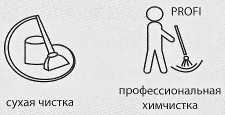 PROFI
сухая чистка
профессиональная
химчистка